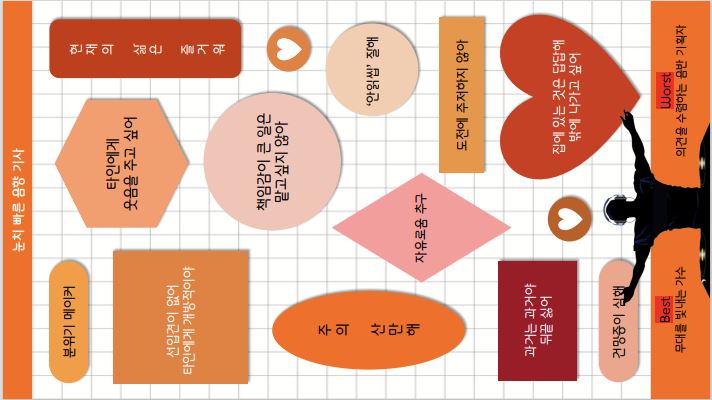 눈치 빠른 음향 기사
분위기 메이커
타인에게
웃음을 주고 싶어
현재의 삶은 즐거워
선입견이 없어
타인에게 개방적이야
책임감이 큰 일은
맡고싶지 않아
주의 산만해
'안읽씹' 잘해
자유로움 추구
도전에 주저하지 않아
과거는 과거야
뒤끝 싫어
집에 있는 것은 답답해
밖에 나가고 싶어
건망증이 심해
Best
무대를 빛내는 가수
Worst
의견을 수렴하는 음반 기획자